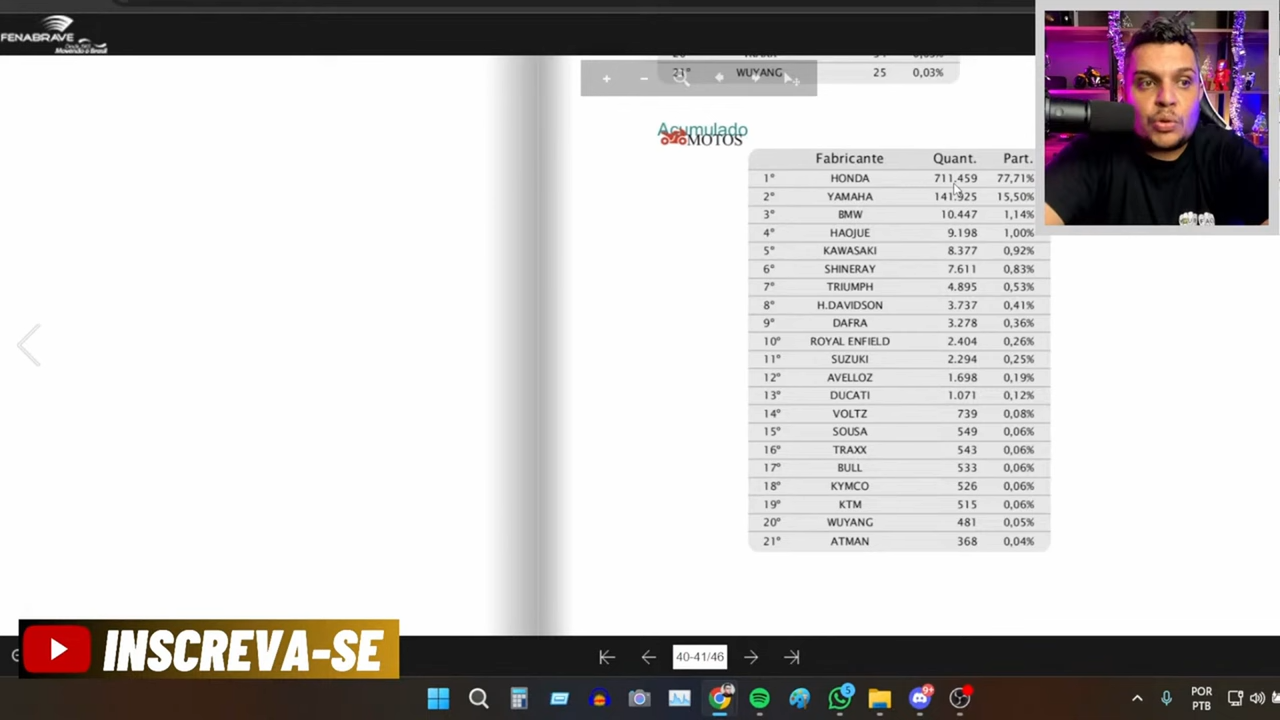 FENABRAVE
Movendo o Brasil
21° WUYANG 25 0,03%
Acumulado
MOTOS
Fabricante Quant. Part.
1° HONDA 711.459 77,71%
2° YAMAHA 141.925 15,50%
3° BMW 10.447 1,14%
4° HAOJUE 9.198 1,00%
5° KAWASAKI 8.377 0,92%
6° SHINERAY 7.611 0,83%
7° TRIUMPH 4.895 0,53%
8° H.DAVIDSON 3.737 0,41%
9° DAFRA 3.278 0,36%
10° ROYAL ENFIELD 2.404 0,26%
11° SUZUKI 2.294 0,25%
12° AVELLOZ 1.698 0,19%
13° DUCATI 1.071 0,12%
14° VOLTZ 739 0,08%
15° SOUSA 549 0,06%
16° TRAXX 543 0,06%
17° BULL 533 0,06%
18° KYMCO 526 0,06%
19° KTM 515 0,06%
20° WUYANG 481 0,05%
21° ATMAN 368 0,04%
INSCREVA-SE
40-41/46
5
9+
POR
PTB